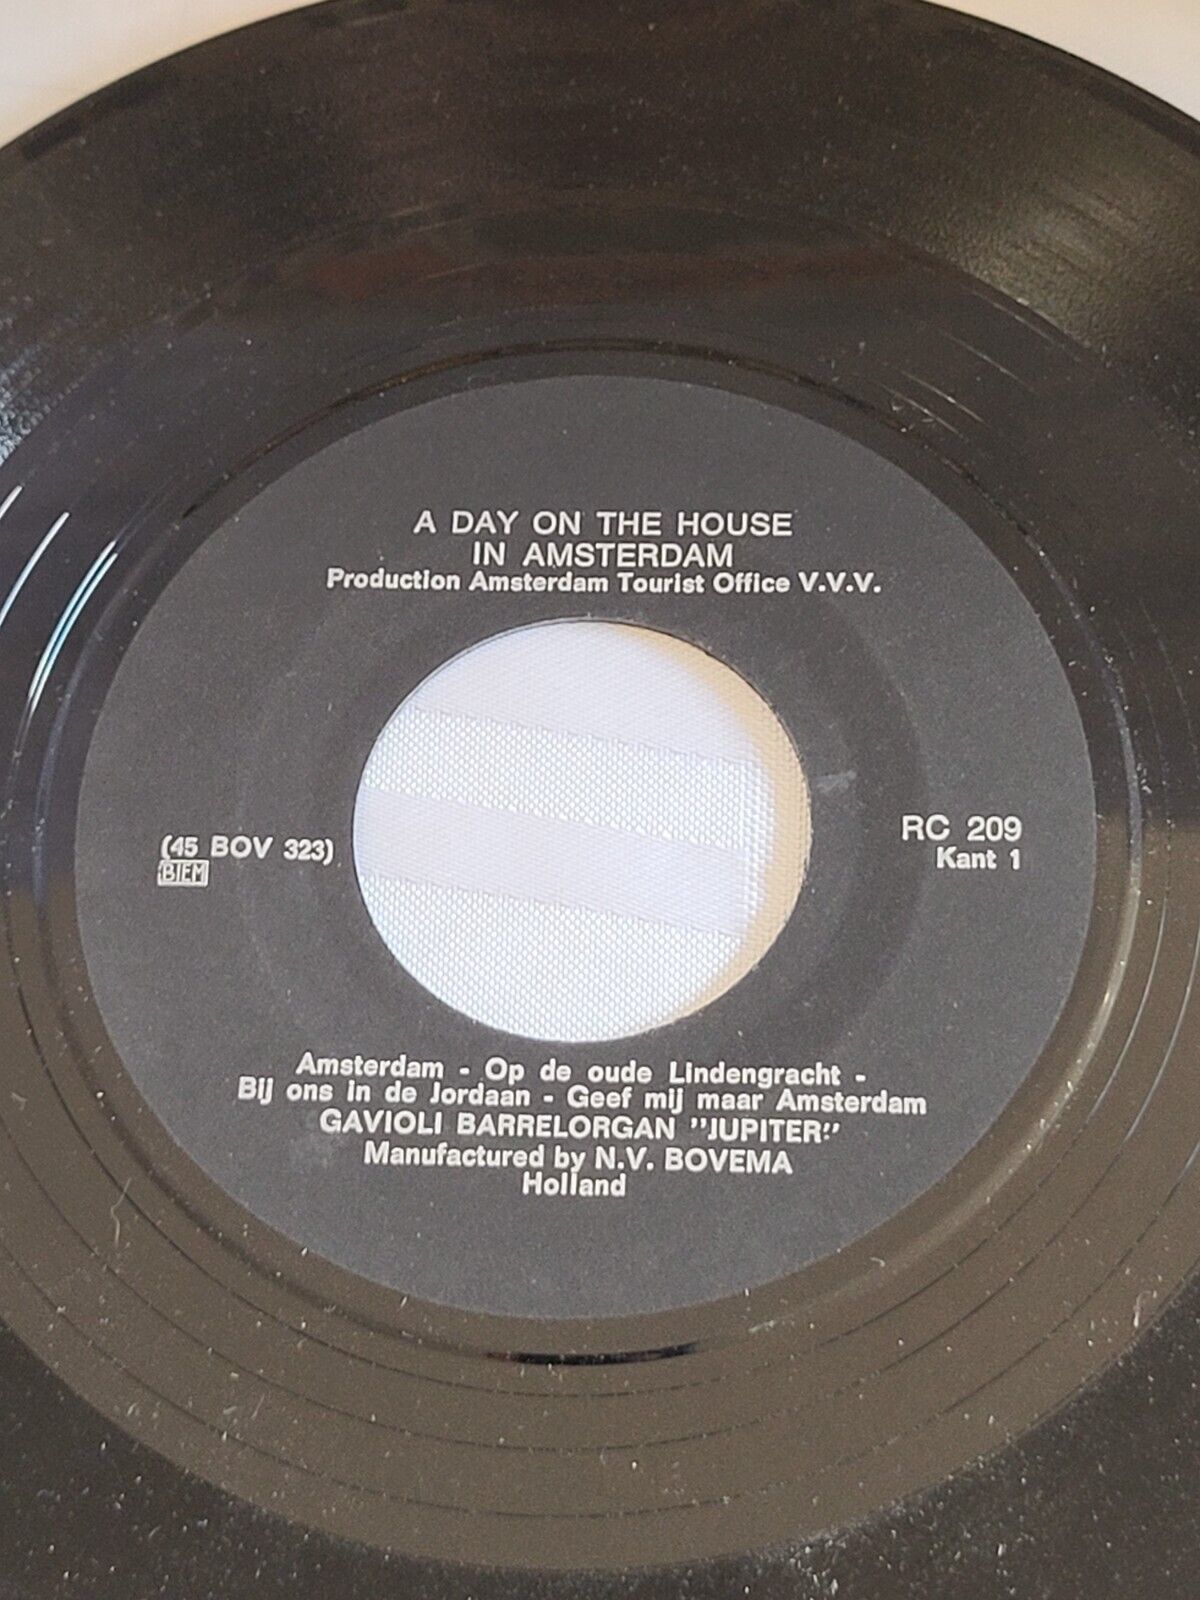 A DAY ON THE HOUSE
IN AMSTERDAM
Production Amsterdam Tourist Office V.V.V.
(45 BOV 323)
BIEM
RC 209
Kant 1
Amsterdam - Op de oude Lindengracht -
Bij ons in de Jordaan - Geef mij maar Amsterdam
GAVIOLI BARRELORGAN "JUPITER"
Manufactured by N.V. BOVEMA
Holland